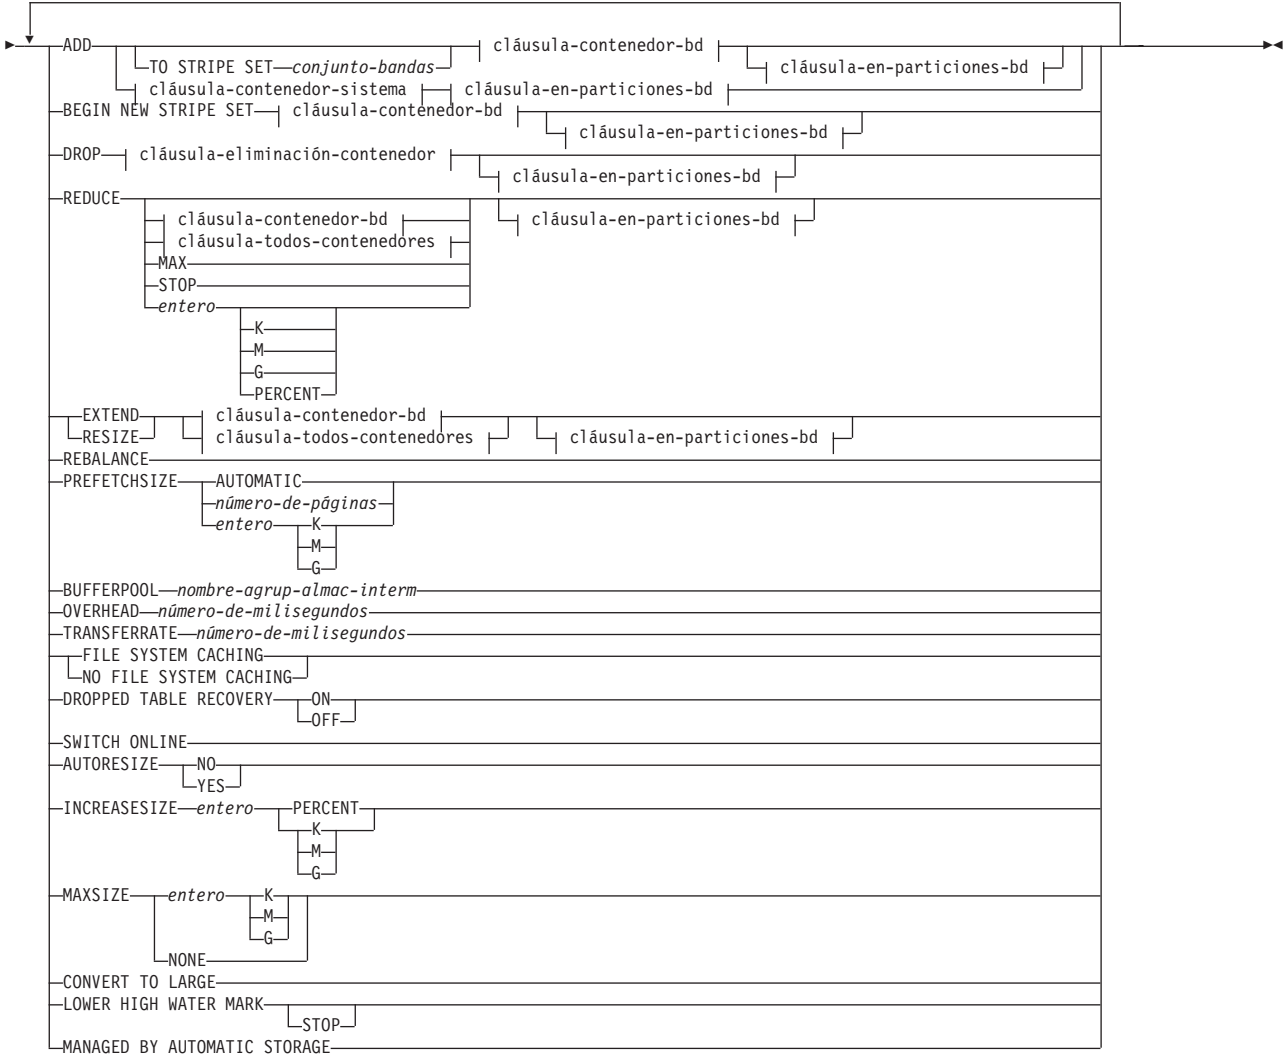 ADD cláusula-contenedor-bd
TO STRIPE SET conjunto-bandas cláusula-en-particiones-bd
cláusula-contenedor-sistema cláusula-en-particiones-bd
BEGIN NEW STRIPE SET cláusula-contenedor-bd
cláusula-en-particiones-bd
DROP cláusula-eliminación-contenedor
cláusula-en-particiones-bd
REDUCE
cláusula-contenedor-bd cláusula-en-particiones-bd
cláusula-todos-contenedores
MAX
STOP
entero
K
M
G
PERCENT
EXTEND cláusula-contenedor-bd
RESIZE cláusula-todos-contenedores cláusula-en-particiones-bd
REBALANCE
PREFETCHSIZE AUTOMATIC
número-de-páginas
entero K
M
G
BUFFERPOOL nombre-agrup-almac-interm
OVERHEAD número-de-milisegundos
TRANSFERRATE número-de-milisegundos
FILE SYSTEM CACHING
NO FILE SYSTEM CACHING
DROPPED TABLE RECOVERY ON
OFF
SWITCH ONLINE
AUTORESIZE NO
YES
INCREASESIZE entero PERCENT
K
M
G
MAXSIZE entero K
M
G
NONE
CONVERT TO LARGE
LOWER HIGH WATER MARK
STOP
MANAGED BY AUTOMATIC STORAGE